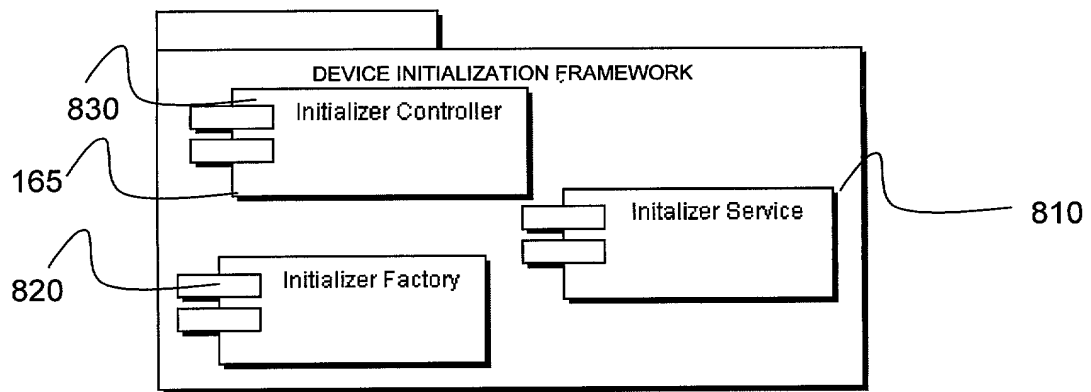 DEVICE INITIALIZATION FRAMEWORK
830
Initializer Controller
165
Initalizer Service
810
820
Initializer Factory